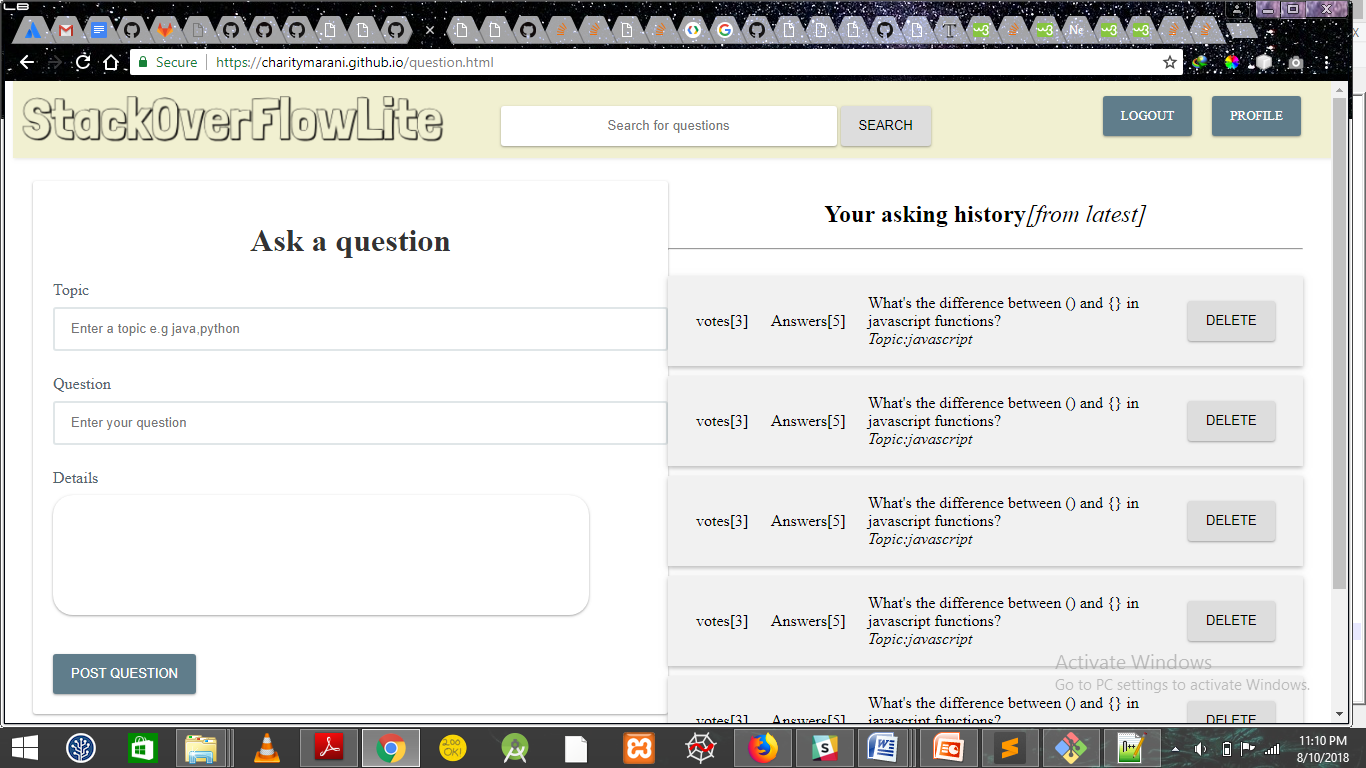 Secure https://charitymarani.github.io/question.html
StackOverFlowLite
Search for questions
SEARCH
LOGOUT
PROFILE
Ask a question
Topic
Enter a topic e.g java,python
Question
Enter your question
Details
POST QUESTION
Your asking history[from latest]
votes[3] Answers[5] What's the difference between () and {} in
javascript functions?
Topic:javascript
DELETE
votes[3] Answers[5] What's the difference between () and {} in
javascript functions?
Topic:javascript
DELETE
votes[3] Answers[5] What's the difference between () and {} in
javascript functions?
Topic:javascript
DELETE
votes[3] Answers[5] What's the difference between () and {} in
javascript functions?
Topic:javascript
DELETE
votes[3] Answers[5] What's the difference between () and {} in
javascript functions?
DELETE
Activate Windows
Go to PC settings to activate Windows.
11:10 PM
8/10/2018